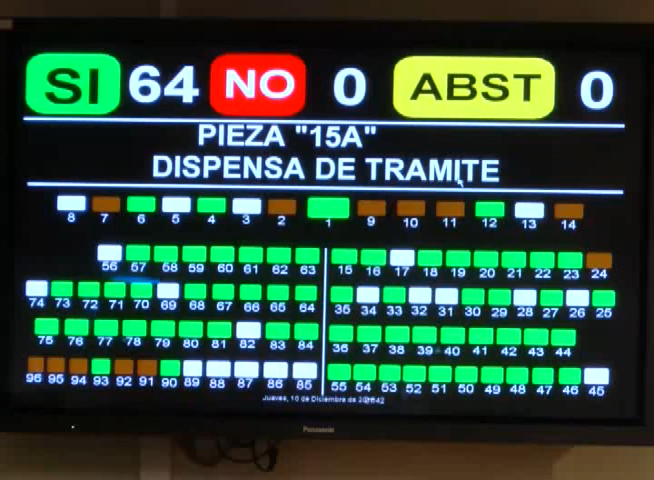 SI 64 NO 0 ABST 0
PIEZA "15A"
DISPENSA DE TRAMITE
8 7 6 5 4 3 2 1 9 10 11 12 13 14
56 57 58 59 60 61 62 63 15 16 17 18 19 20 21 22 23 24
74 73 72 71 70 69 68 67 66 65 64 35 34 33 32 31 30 29 28 27 26 25
75 76 77 78 79 80 81 82 83 84 36 37 38 39 40 41 42 43 44
96 95 94 93 92 91 90 89 88 87 86 85 55 54 53 52 51 50 49 48 47 46 45
Jueves, 10 de Diciembre de
Panasonic